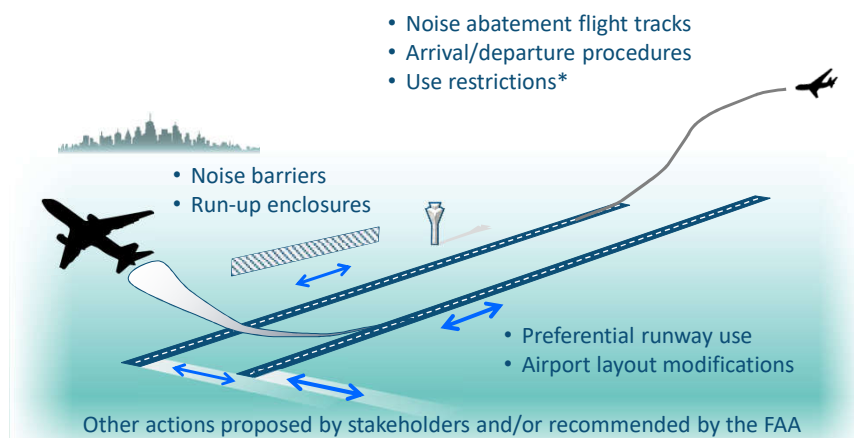 • Noise abatement flight tracks
• Arrival/departure procedures
• Use restrictions*
• Noise barriers
• Run-up enclosures
• Preferential runway use
• Airport layout modifications
Other actions proposed by stakeholders and/or recommended by the FAA